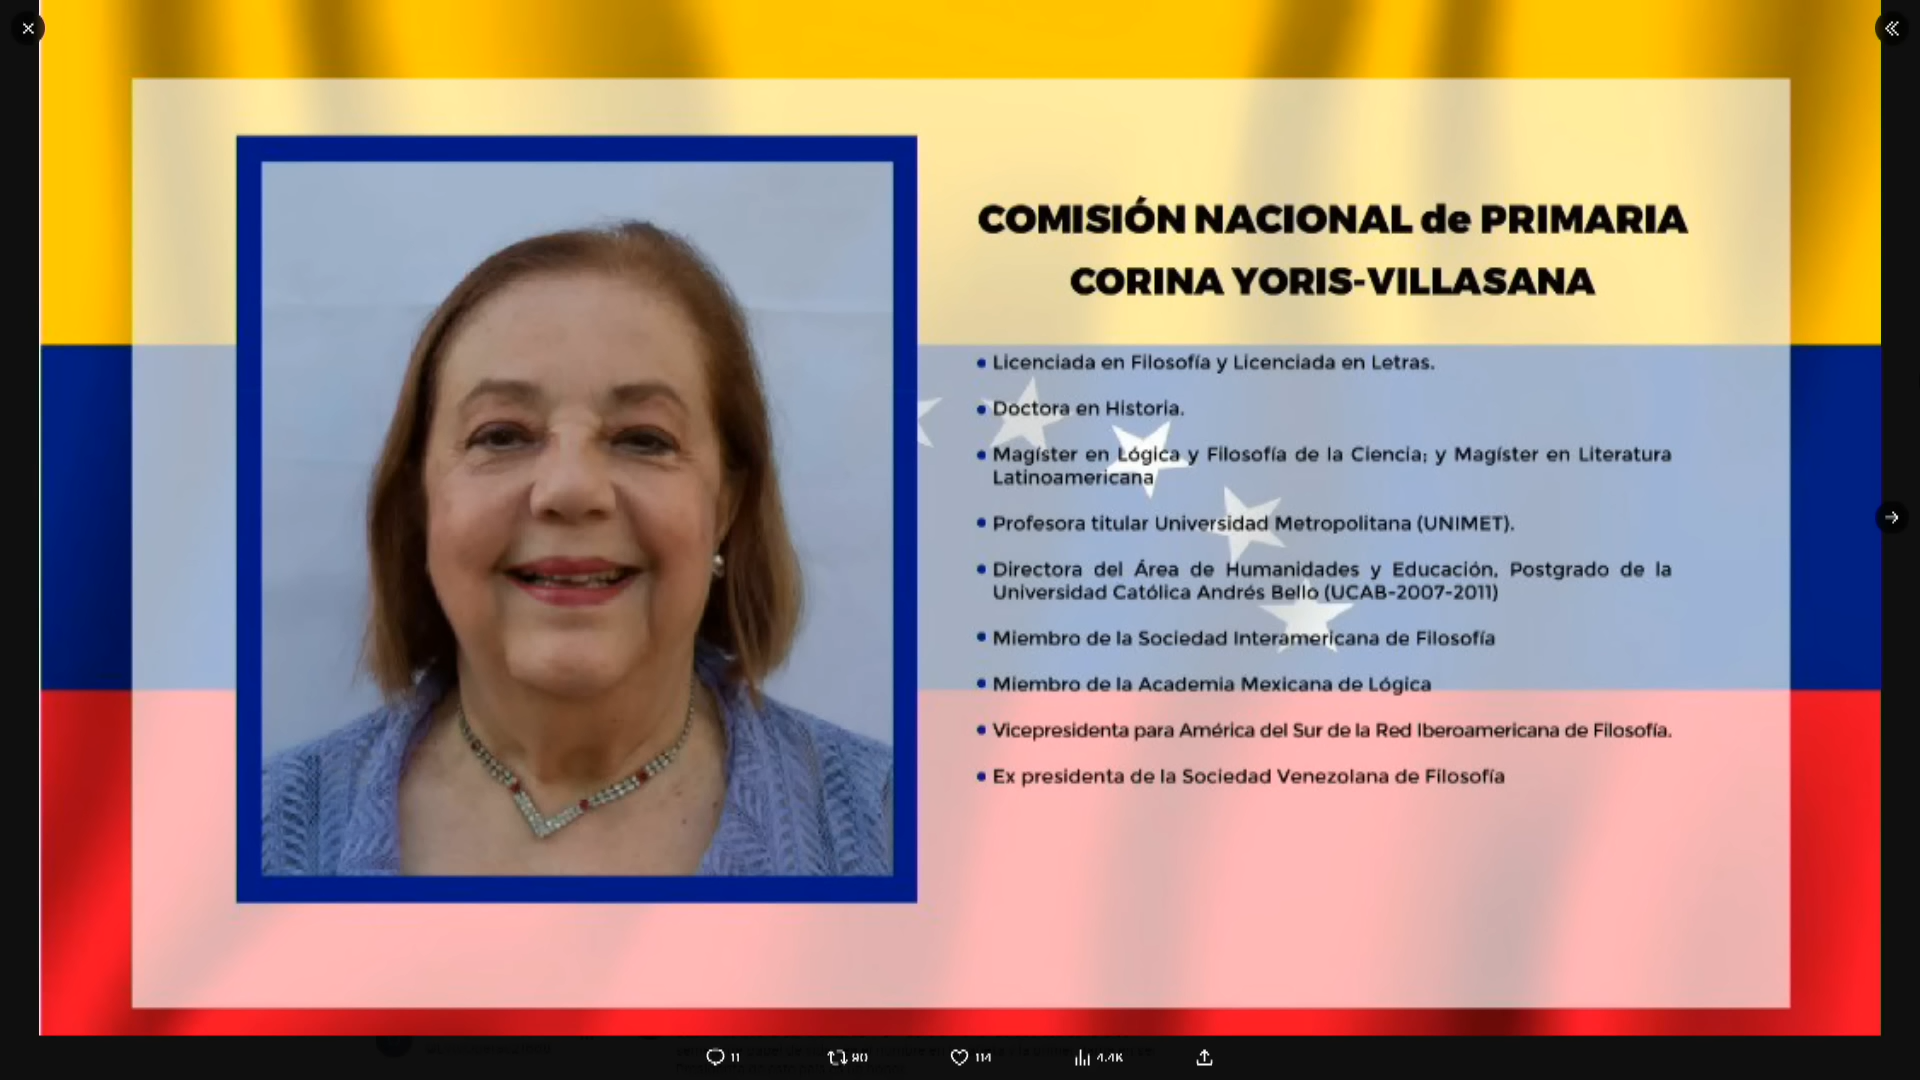 COMISIÓN NACIONAL de PRIMARIA
CORINA YORIS-VILLASANA
• Licenciada en Filosofía y Licenciada en Letras.
• Doctora en Historia.
• Magíster en Lógica y Filosofía de la Ciencia; y Magíster en Literatura
Latinoamericana
• Profesora titular Universidad Metropolitana (UNIMET).
• Directora del Área de Humanidades y Educación, Postgrado de la
Universidad Católica Andrés Bello (UCAB-2007-2011)
• Miembro de la Sociedad Interamericana de Filosofía
• Miembro de la Academia Mexicana de Lógica
• Vicepresidenta para América del Sur de la Red Iberoamericana de Filosofía.
• Ex presidenta de la Sociedad Venezolana de Filosofía
11 90 114 4.4K